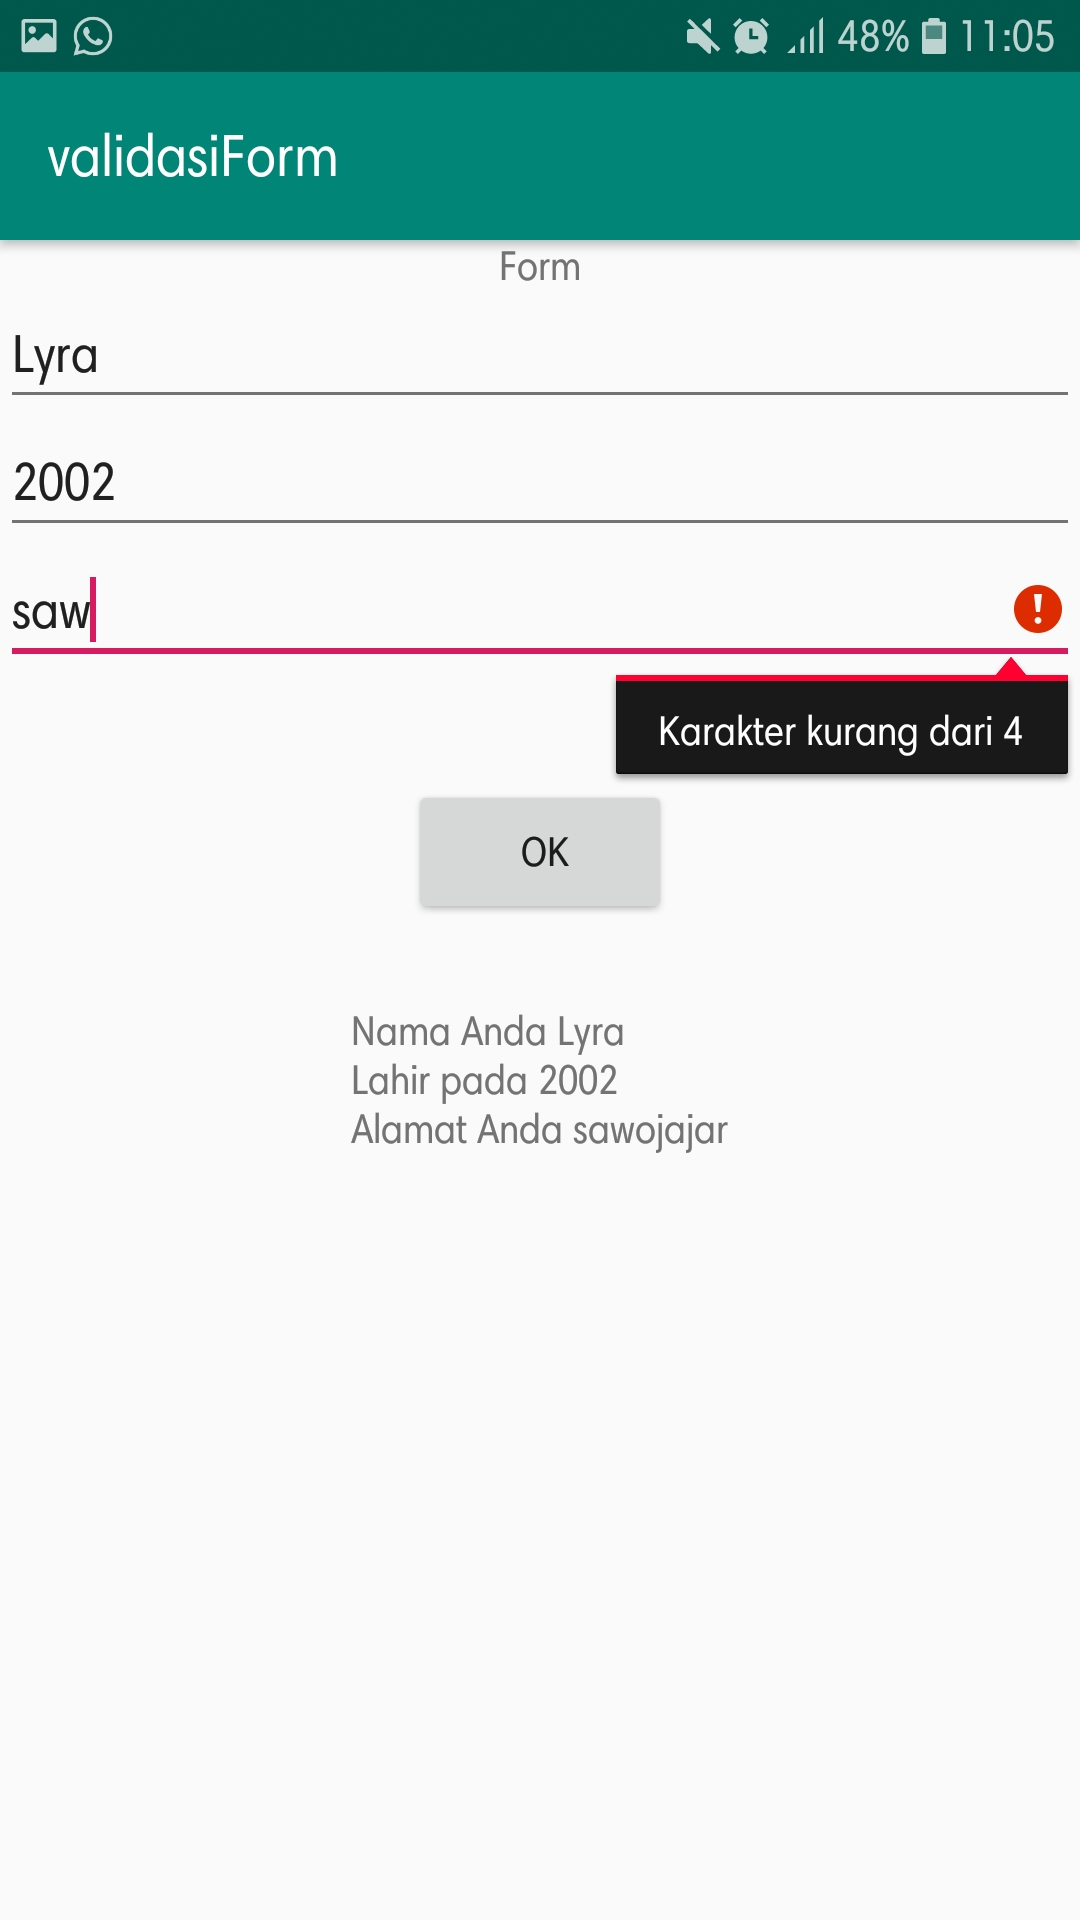 48% 11:05
validasiForm
Form
Lyra
2002
saw
Karakter kurang dari 4
OK
Nama Anda Lyra
Lahir pada 2002
Alamat Anda sawojajar